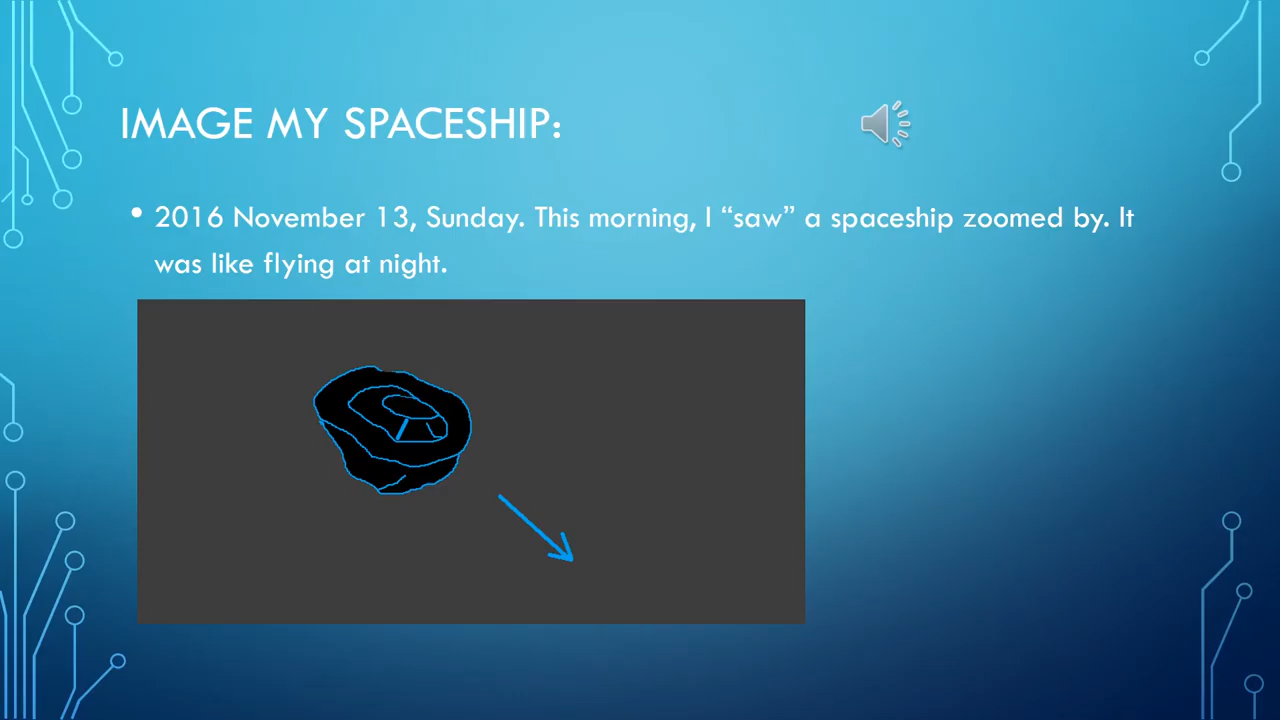 IMAGE MY SPACESHIP:
• 2016 November 13, Sunday. This morning, I “saw” a spaceship zoomed by. It
was like flying at night.